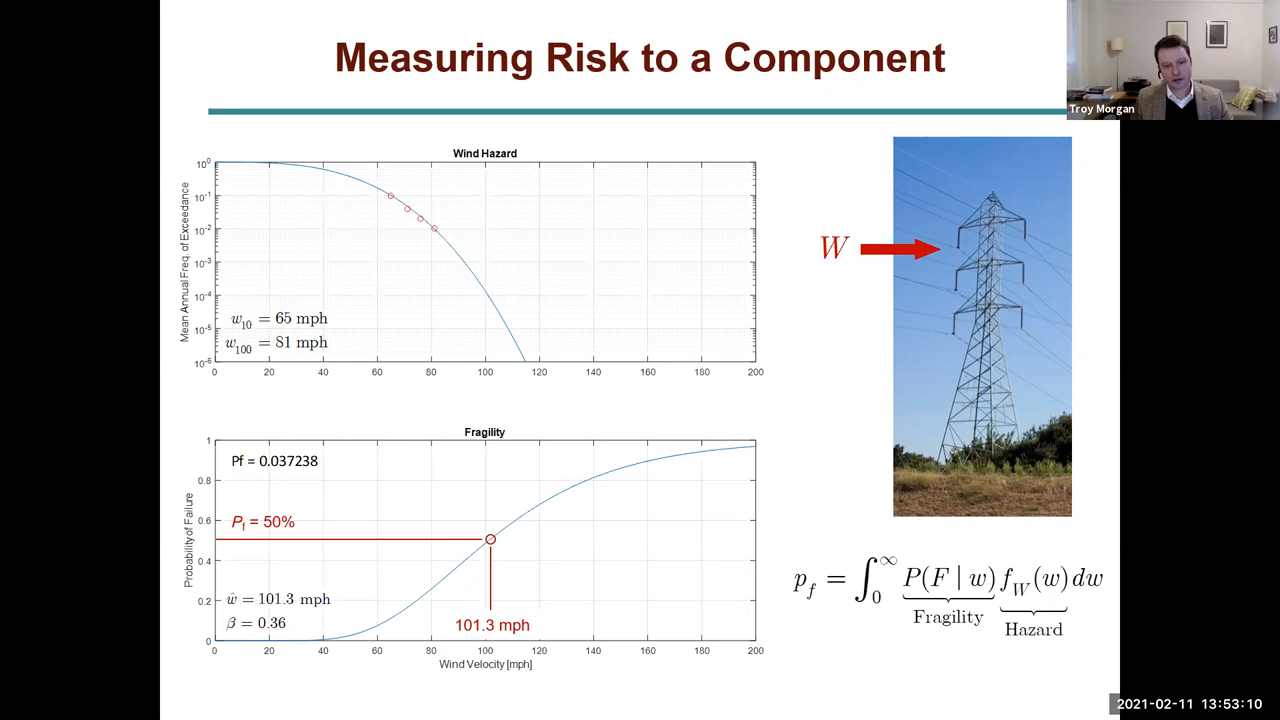 Measuring Risk to a Component
Troy Morgan
Wind Hazard
Mean Annual Freq. of Exceedance
10⁰
10⁻¹
10⁻²
10⁻³
10⁻⁴
10⁻⁵
10⁻⁶
w₁₀ = 65 mph
w₁₀₀ = 81 mph
0 20 40 60 80 100 120 140 160 180 200
W
Fragility
Probability of Failure
1
0.8
0.6
0.4
0.2
0
Pf = 0.037238
Pf = 50%
ŵ = 101.3 mph
β = 0.36
101.3 mph
0 20 40 60 80 100 120 140 160 180 200
Wind Velocity [mph]
p_f = ∫₀^∞ P(F | w) f_W(w) dw
Fragility
Hazard
2021-02-11 13:53:10